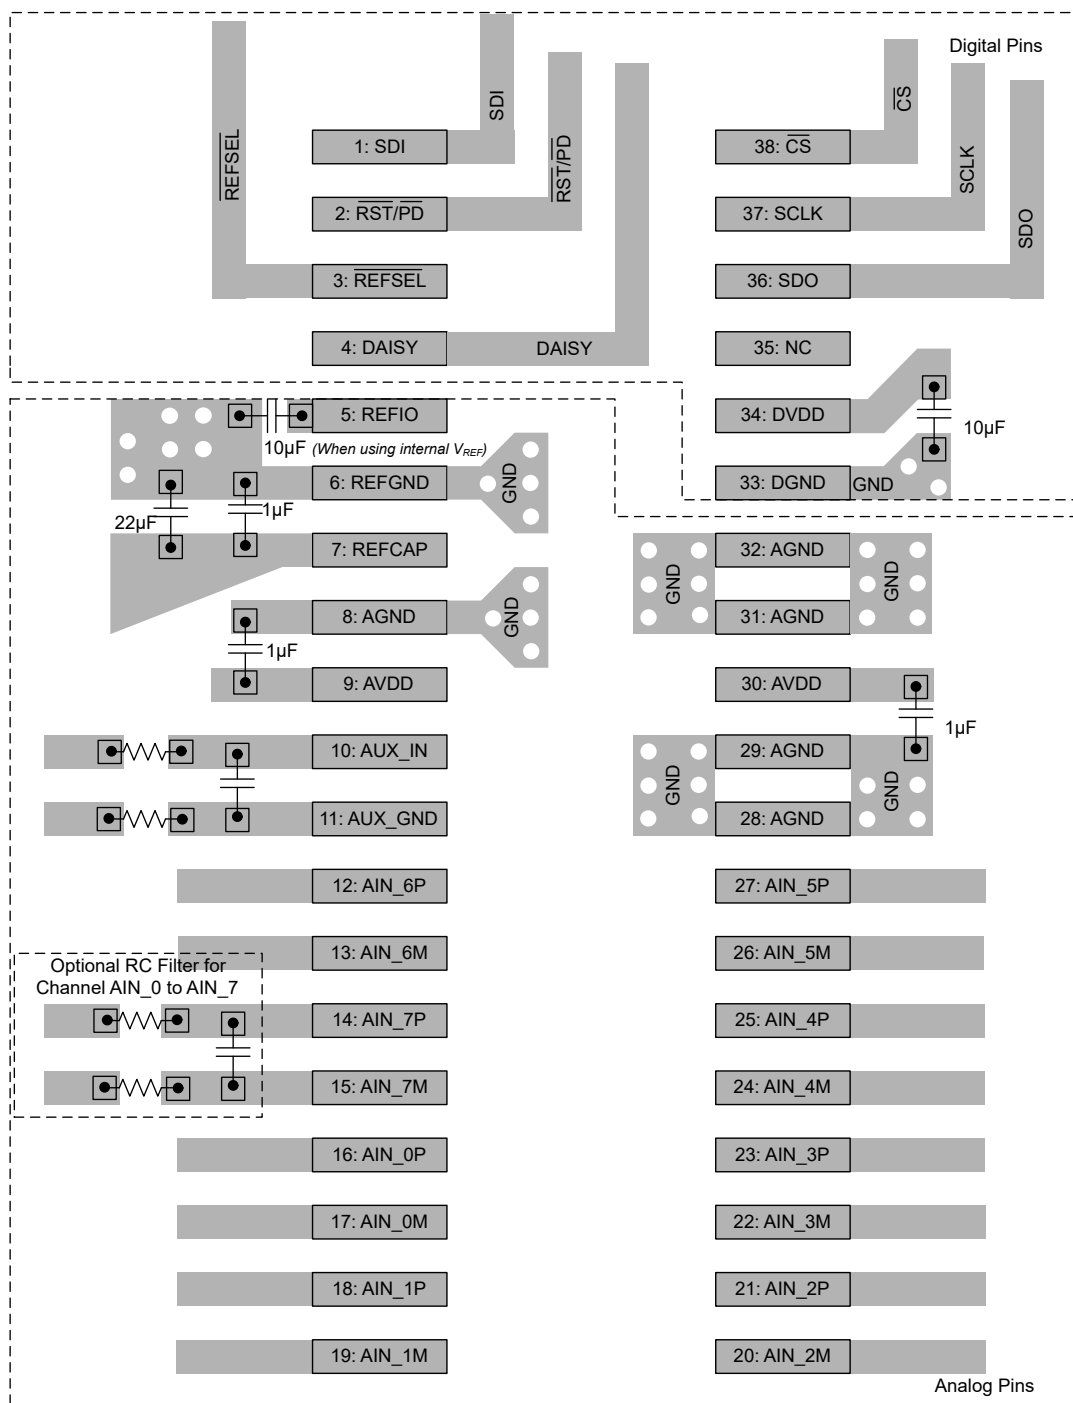 Digital Pins
SDI
CS
REFSEL
RST/PD
SCLK
SDO
1: SDI
38: CS
2: RST/PD
37: SCLK
3: REFSEL
36: SDO
4: DAISY
DAISY
35: NC
5: REFIO
34: DVDD
10µF
10µF (When using internal VREF)
6: REFGND
GND
33: DGND
GND
22µF
1µF
7: REFCAP
32: AGND
GND
GND
8: AGND
GND
31: AGND
1µF
9: AVDD
30: AVDD
1µF
10: AUX_IN
29: AGND
GND
GND
11: AUX_GND
28: AGND
12: AIN_6P
27: AIN_5P
13: AIN_6M
26: AIN_5M
Optional RC Filter for
Channel AIN_0 to AIN_7
14: AIN_7P
25: AIN_4P
15: AIN_7M
24: AIN_4M
16: AIN_0P
23: AIN_3P
17: AIN_0M
22: AIN_3M
18: AIN_1P
21: AIN_2P
19: AIN_1M
20: AIN_2M
Analog Pins